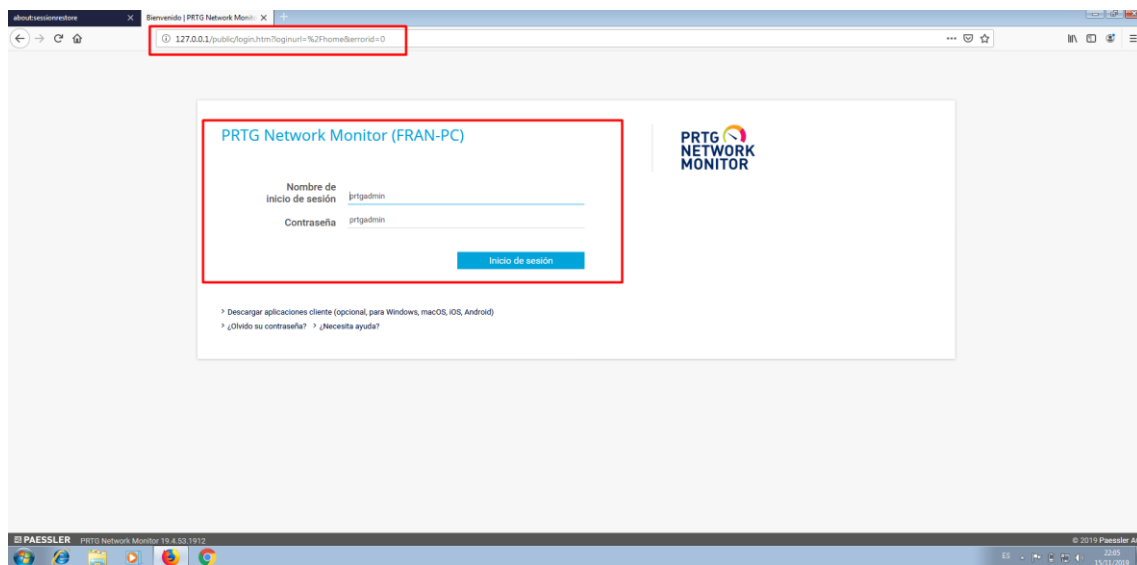 about:sessionrestore
Bienvenido | PRTG Network Monit
127.0.0.1/public/login.htm?loginurl=%2Fhome&errorid=0
PRTG Network Monitor (FRAN-PC)
Nombre de
inicio de sesión
prtgadmin
Contraseña
prtgadmin
Inicio de sesión
> Descargar aplicaciones cliente (opcional, para Windows, macOS, iOS, Android)
> ¿Olvido su contraseña? > ¿Necesita ayuda?
PRTG
NETWORK
MONITOR
PAESSLER PRTG Network Monitor 19.4.53.1912
© 2019 Paessler A
ES
22:05
15/11/2019